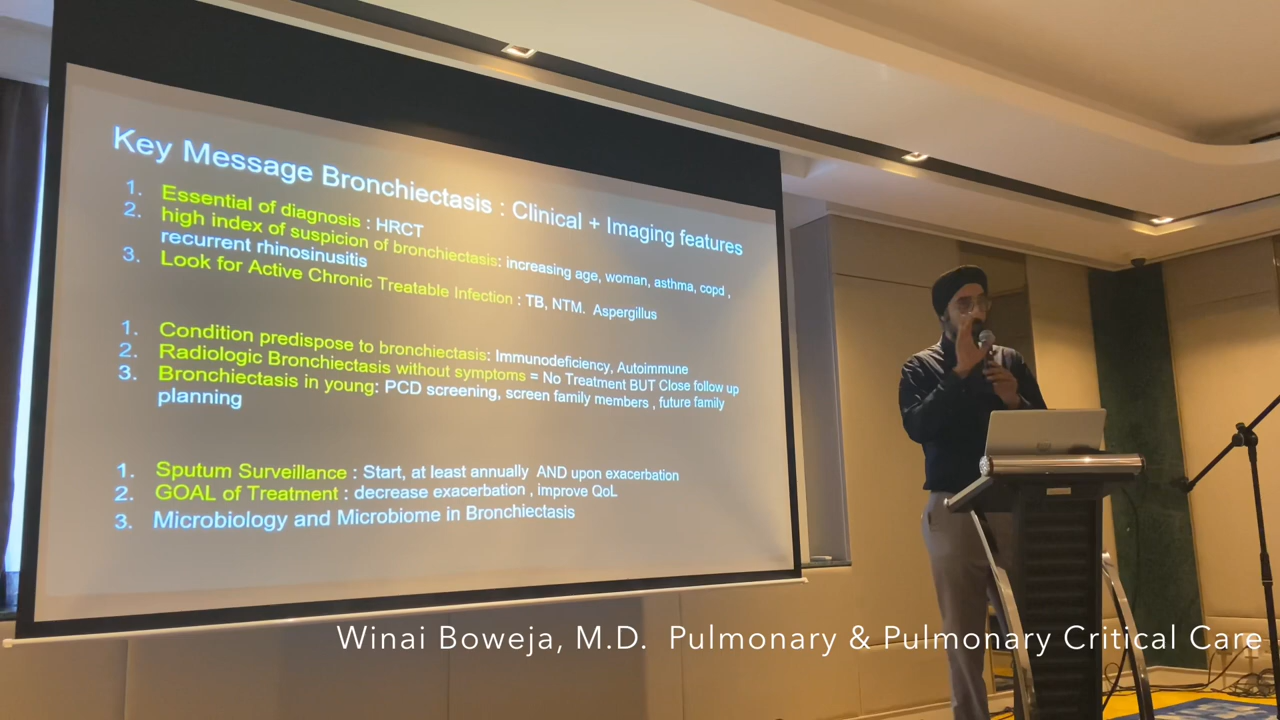 Key Message Bronchiectasis : Clinical + Imaging features
1. Essential of diagnosis : HRCT
2. high index of suspicion of bronchiectasis: increasing age, woman, asthma, copd ,
recurrent rhinosinusitis
3. Look for Active Chronic Treatable Infection : TB, NTM. Aspergillus
1. Condition predispose to bronchiectasis: Immunodeficiency, Autoimmune
2. Radiologic Bronchiectasis without symptoms = No Treatment BUT Close follow up
3. Bronchiectasis in young: PCD screening, screen family members , future family
planning
1. Sputum Surveillance : Start, at least annually AND upon exacerbation
2. GOAL of Treatment : decrease exacerbation , improve QoL
3. Microbiology and Microbiome in Bronchiectasis
Winai Boweja, M.D. Pulmonary & Pulmonary Critical Care